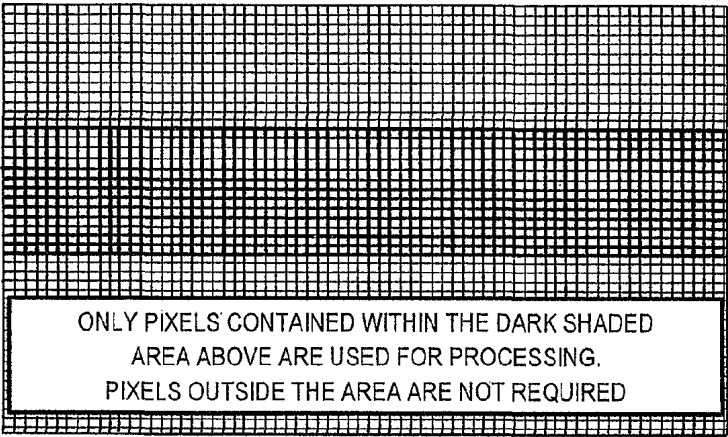 ONLY PIXELS CONTAINED WITHIN THE DARK SHADED
AREA ABOVE ARE USED FOR PROCESSING.
PIXELS OUTSIDE THE AREA ARE NOT REQUIRED